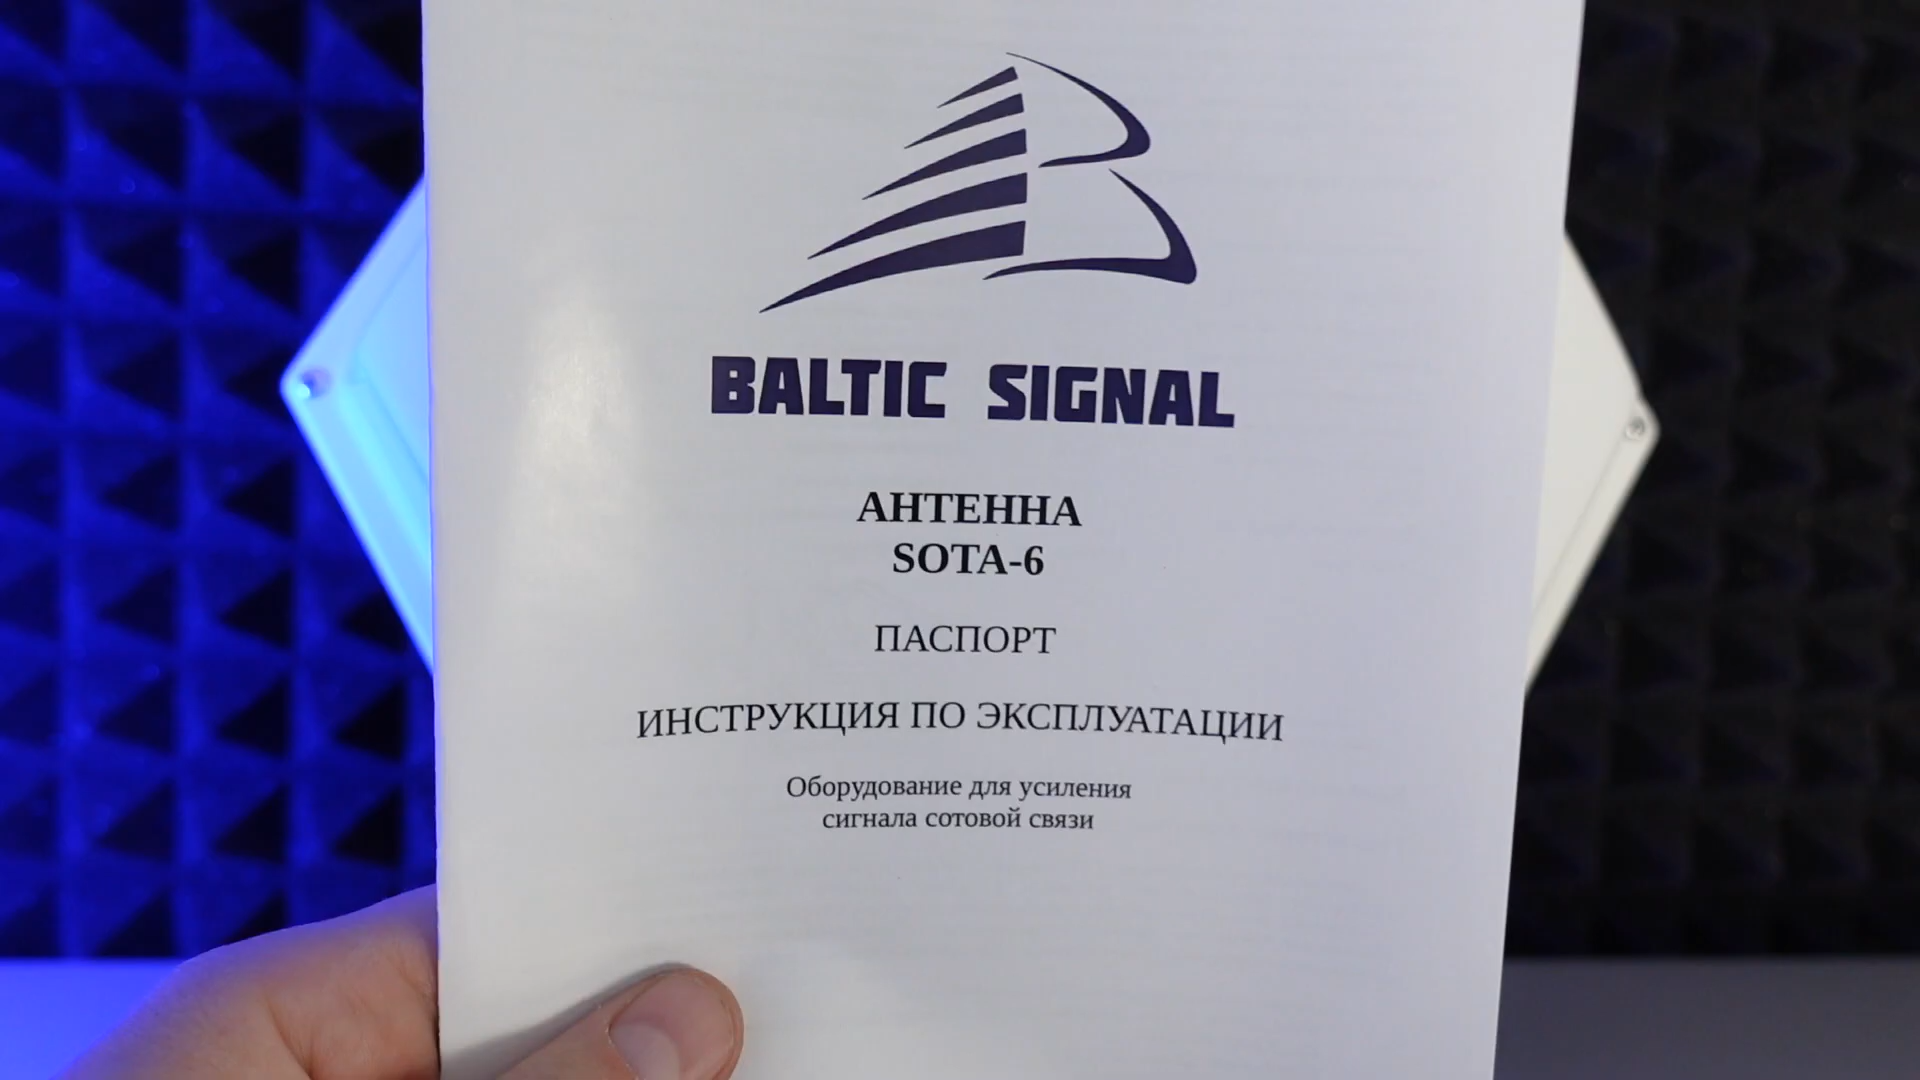 BALTIC SIGNAL
АНТЕННА
SOTA-6
ПАСПОРТ
ИНСТРУКЦИЯ ПО ЭКСПЛУАТАЦИИ
Оборудование для усиления
сигнала сотовой связи